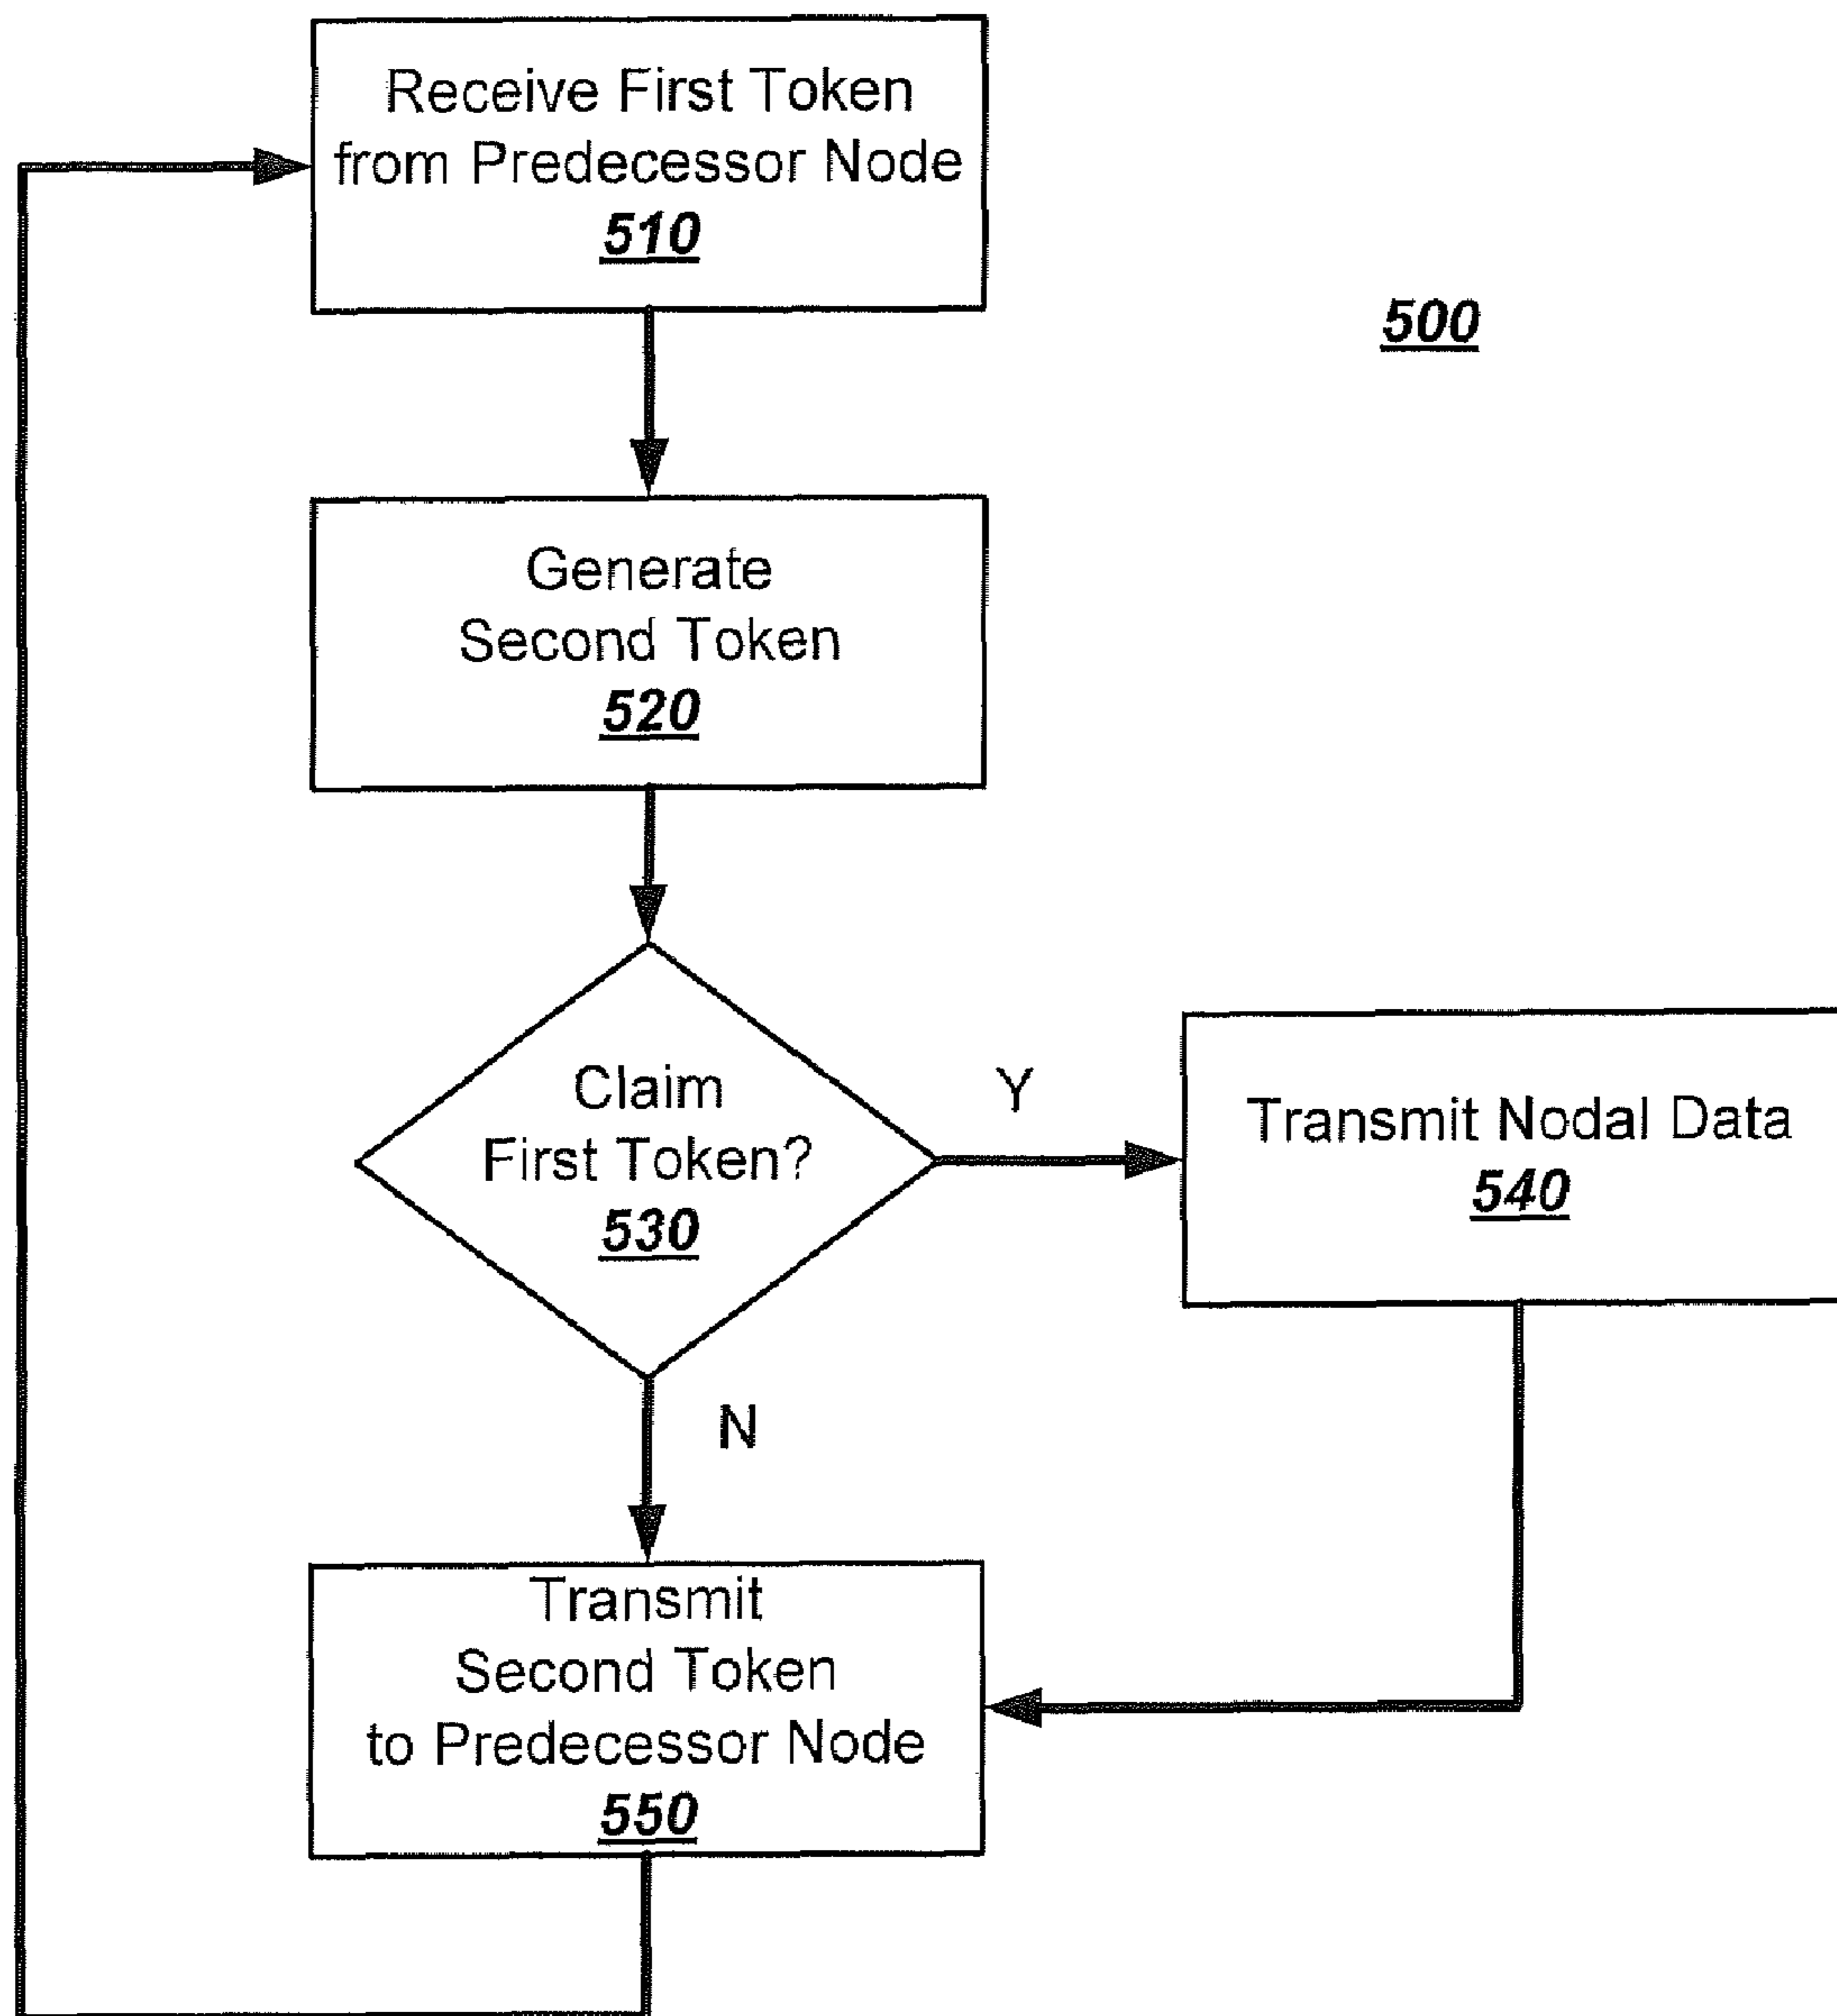 Receive First Token
from Predecessor Node
510
500
Generate
Second Token
520
Claim
First Token?
530
Y
Transmit Nodal Data
540
N
Transmit
Second Token
to Predecessor Node
550